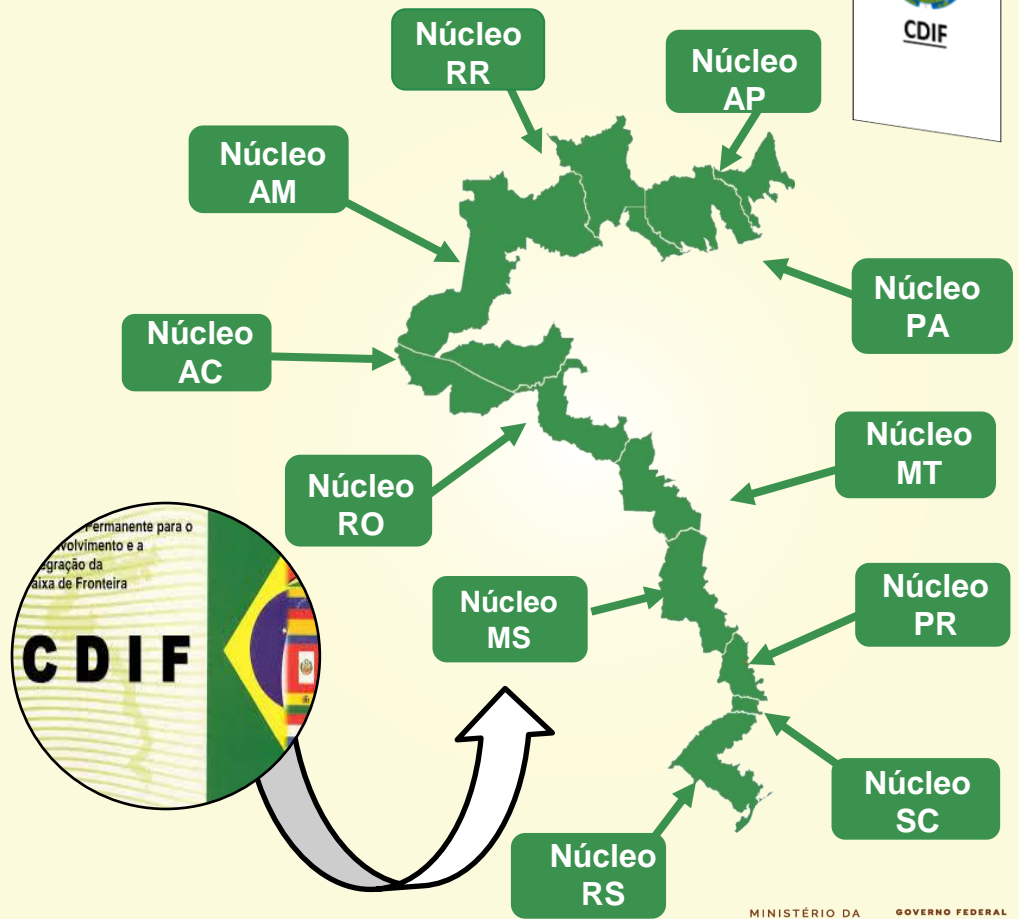 CDIF
Núcleo
RR
Núcleo
AP
Núcleo
AM
Núcleo
PA
Núcleo
AC
Núcleo
MT
Núcleo
RO
Permanente para o
volvimento e a
egração da
aixa de Fronteira
CDIF
Núcleo
MS
Núcleo
PR
Núcleo
SC
Núcleo
RS
MINISTÉRIO DA
GOVERNO FEDERAL